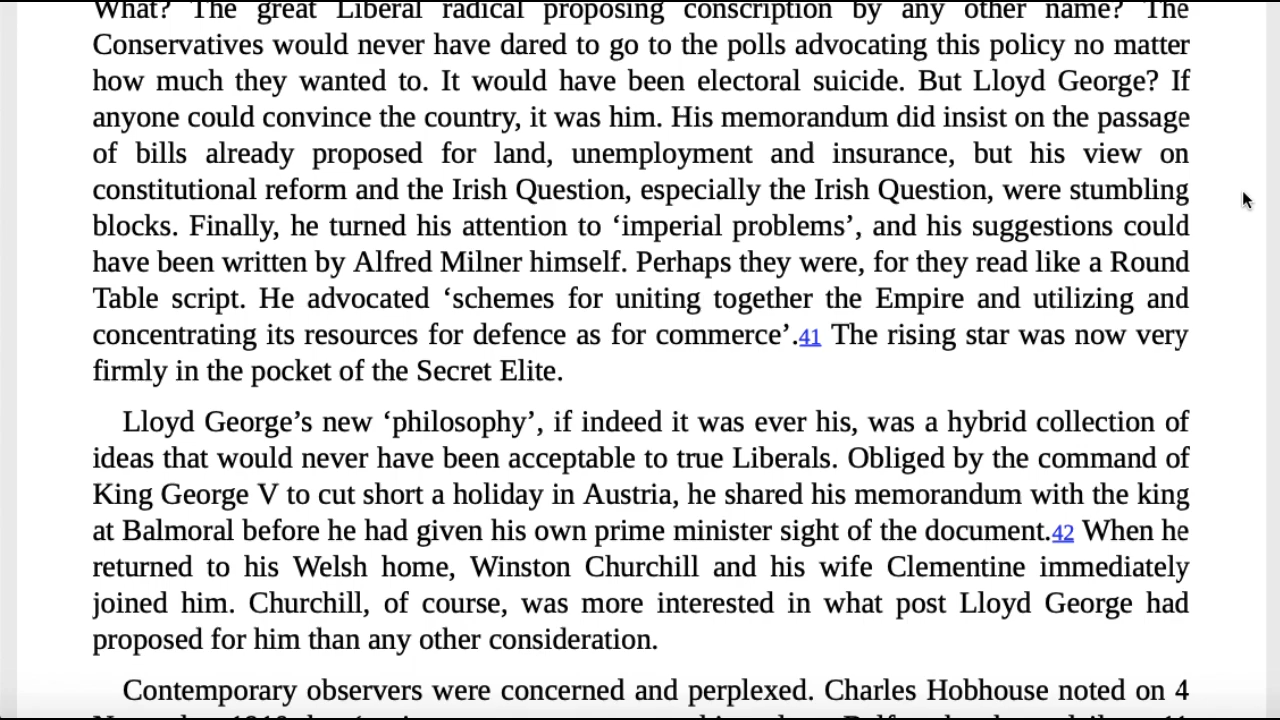 What? The great Liberal radical proposing conscription by any other name? The
Conservatives would never have dared to go to the polls advocating this policy no matter
how much they wanted to. It would have been electoral suicide. But Lloyd George? If
anyone could convince the country, it was him. His memorandum did insist on the passage
of bills already proposed for land, unemployment and insurance, but his view on
constitutional reform and the Irish Question, especially the Irish Question, were stumbling
blocks. Finally, he turned his attention to ‘imperial problems’, and his suggestions could
have been written by Alfred Milner himself. Perhaps they were, for they read like a Round
Table script. He advocated ‘schemes for uniting together the Empire and utilizing and
concentrating its resources for defence as for commerce’.41 The rising star was now very
firmly in the pocket of the Secret Elite.
Lloyd George’s new ‘philosophy’, if indeed it was ever his, was a hybrid collection of
ideas that would never have been acceptable to true Liberals. Obliged by the command of
King George V to cut short a holiday in Austria, he shared his memorandum with the king
at Balmoral before he had given his own prime minister sight of the document.42 When he
returned to his Welsh home, Winston Churchill and his wife Clementine immediately
joined him. Churchill, of course, was more interested in what post Lloyd George had
proposed for him than any other consideration.
Contemporary observers were concerned and perplexed. Charles Hobhouse noted on 4